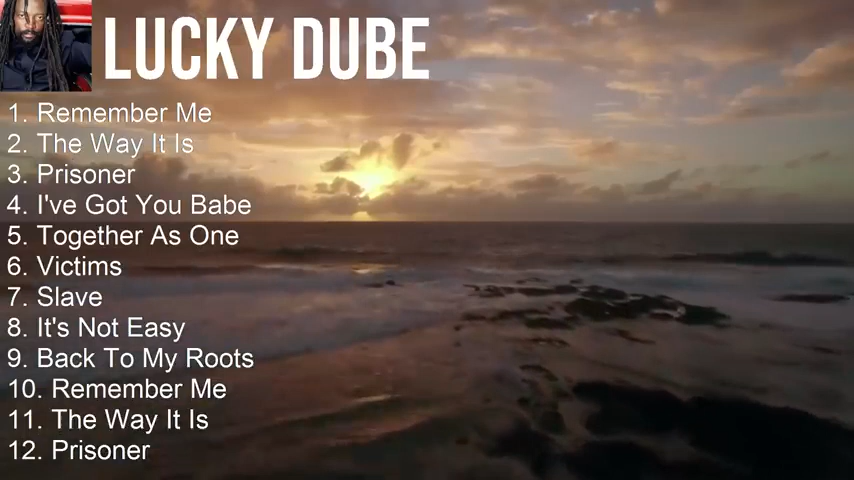 LUCKY DUBE
1. Remember Me
2. The Way It Is
3. Prisoner
4. I've Got You Babe
5. Together As One
6. Victims
7. Slave
8. It's Not Easy
9. Back To My Roots
10. Remember Me
11. The Way It Is
12. Prisoner